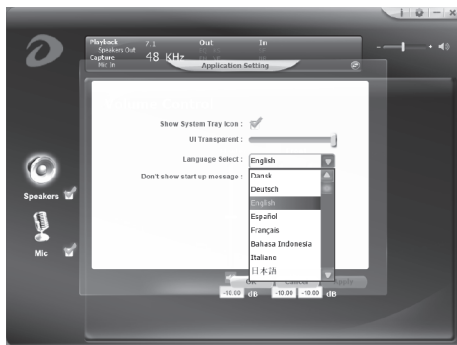 Playback 7.1 Out In
Speakers Out
Capture 48 KHz
Mic In
Application Setting
Show System Tray Icon :
UI Transparent :
Language Select : English
Don't show start up message :
Dansk
Deutsch
English
Español
Français
Bahasa Indonesia
Italiano
日本語
Speakers
Mic
OK Cancel Apply
-10.00 dB -10.00 -10.00 dB